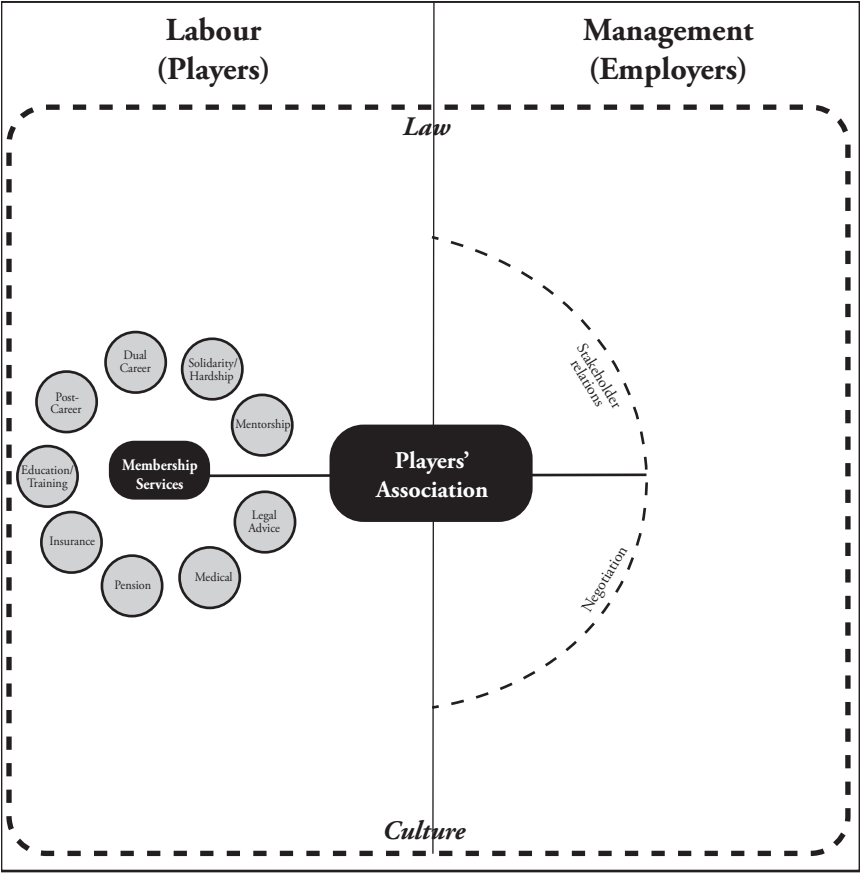 Labour
(Players)
Management
(Employers)
Law
Dual
Career
Solidarity/
Hardship
Post-
Career
Mentorship
Education/
Training
Membership
Services
Insurance
Legal
Advice
Pension
Medical
Players’
Association
Stakeholder
relations
Negotiation
Culture